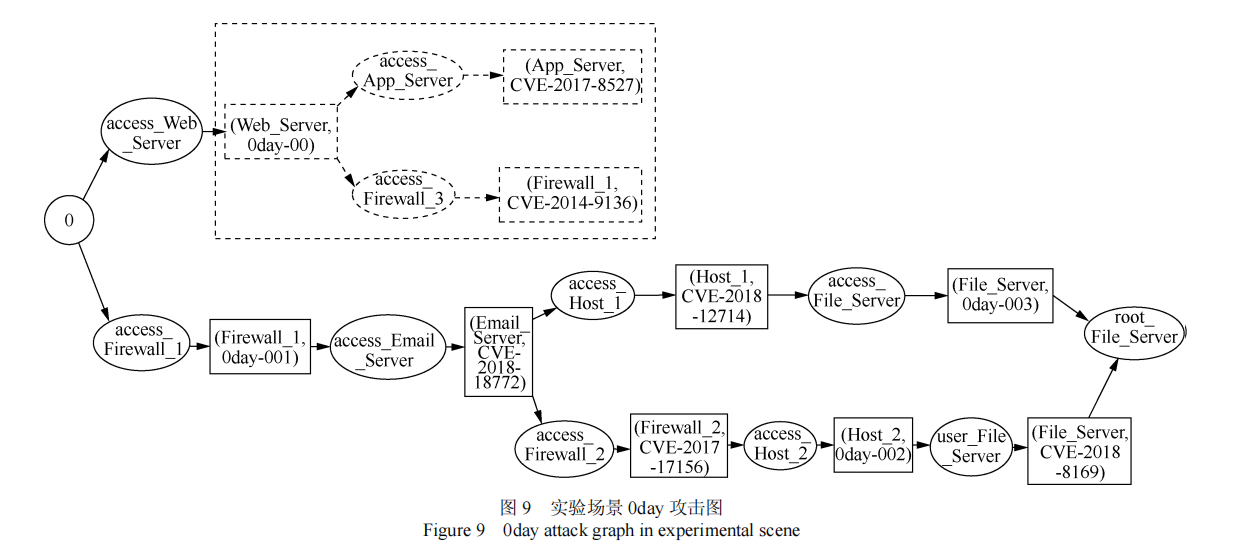 access_
App_Server
(App_Server,
CVE-2017-8527)
access_Web
_Server
(Web_Server,
0day-00)
access_
Firewall_3
(Firewall_1,
CVE-2014-9136)
0
access_
Firewall_1
(Firewall_1,
0day-001)
access_Email
_Server
(Email_
Server,
CVE-
2018-
18772)
access_
Host_1
(Host_1,
CVE-2018
-12714)
access_
File_Server
(File_Server,
0day-003)
root_
File_Server
)
access_
Firewall_2
(Firewall_2,
CVE-2017
-17156)
access_
Host_2
(Host_2,
0day-002)
user_File
_Server
(File_Server,
CVE-2018
-8169)
图 9 实验场景 0day 攻击图
Figure 9 0day attack graph in experimental scene